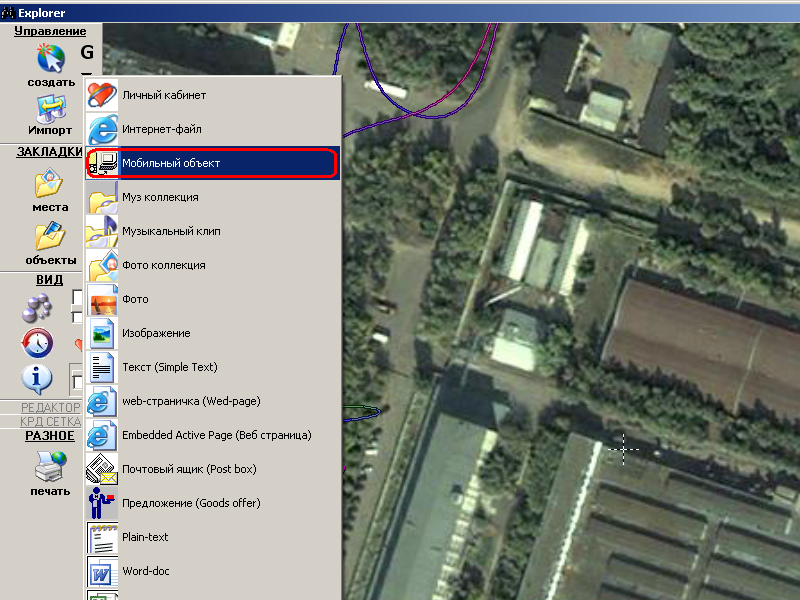 Explorer
Управление
G
создать
Импорт
ЗАКЛАДКИ
места
объекты
ВИД
РЕДАКТОР
КРД СЕТКА
РАЗНОЕ
печать
Личный кабинет
Интернет-файл
Мобильный объект
Муз коллекция
Музыкальный клип
Фото коллекция
Фото
Изображение
Текст (Simple Text)
web-страничка (Wed-page)
Embedded Active Page (Веб страница)
Почтовый ящик (Post box)
Предложение (Goods offer)
Plain-text
Word-doc